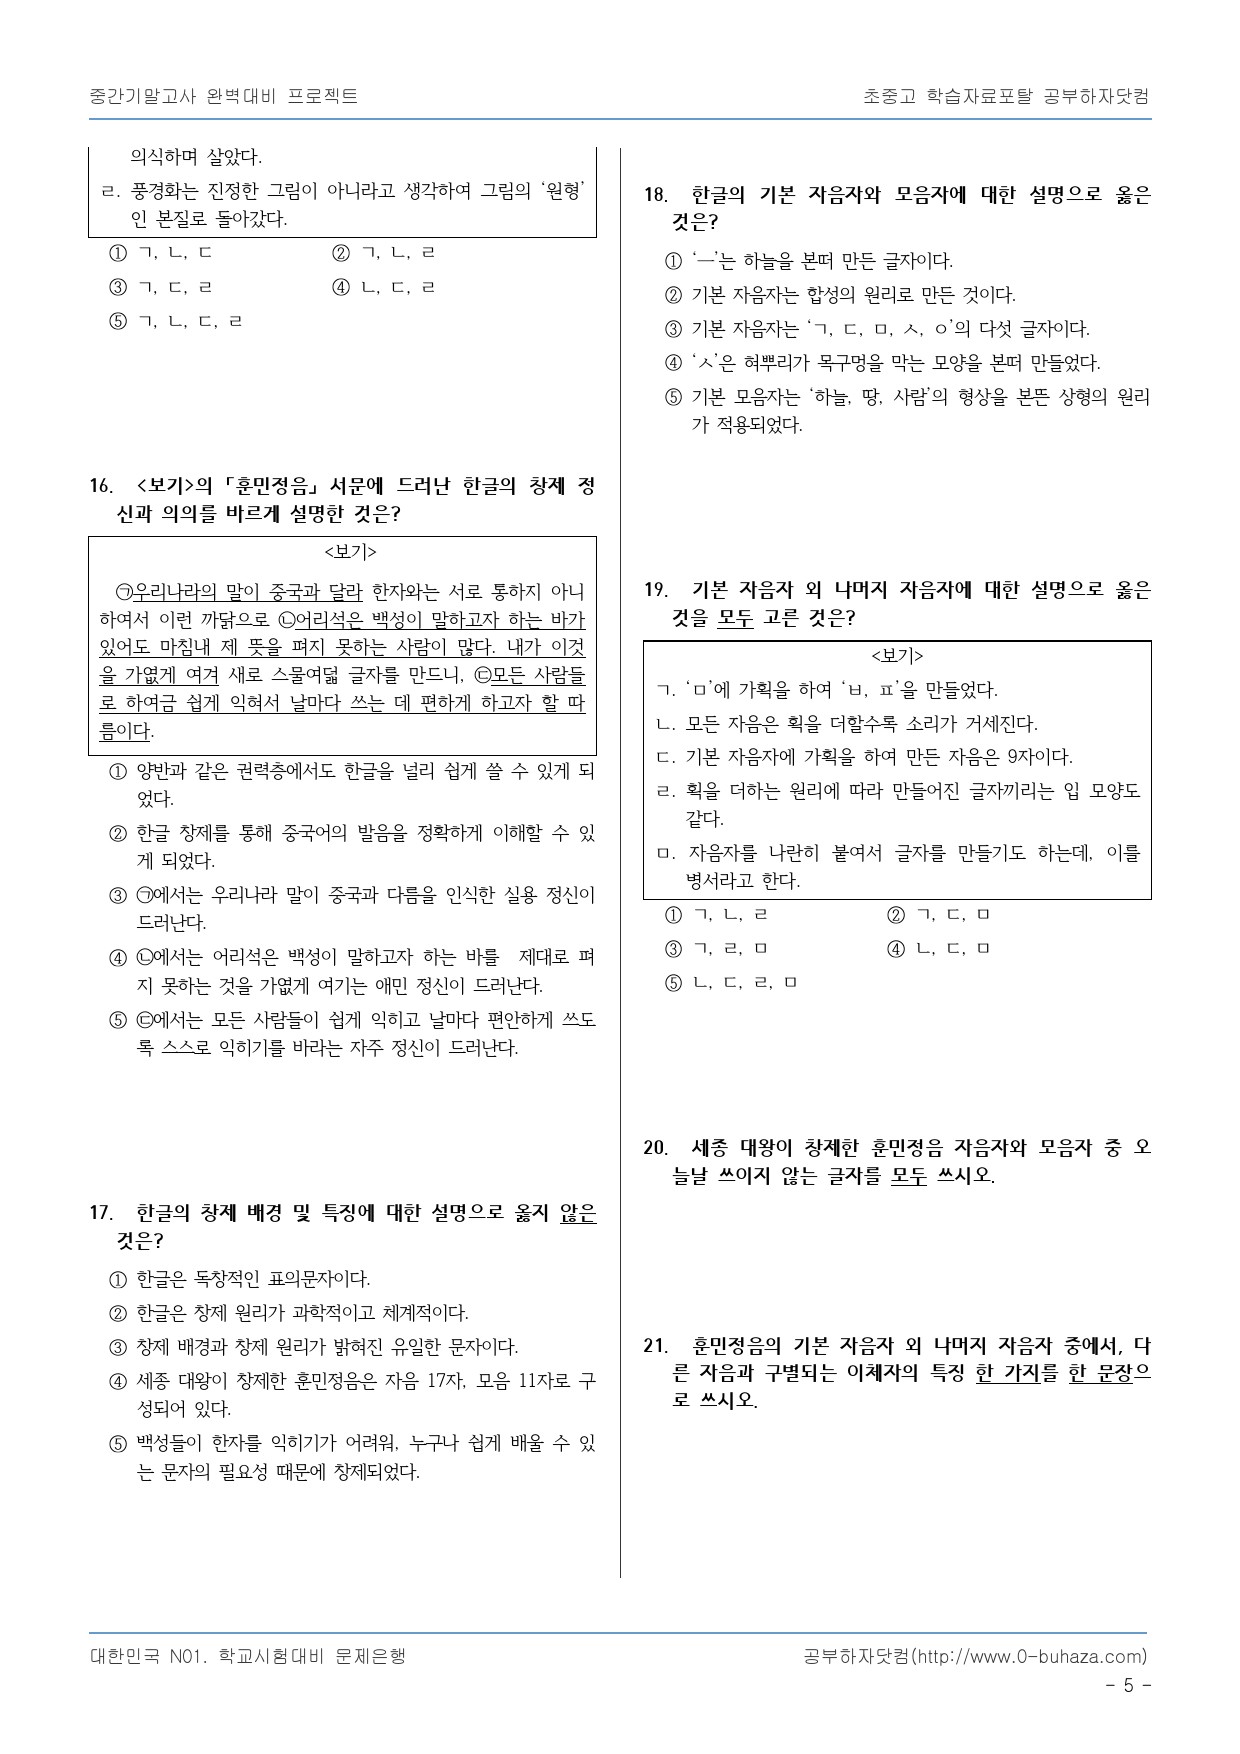 중간기말고사 완벽대비 프로젝트
초중고 학습자료포탈 공부하자닷컴
의식하며 살았다.
ㄹ. 풍경화는 진정한 그림이 아니라고 생각하여 그림의 ‘원형’
인 본질로 돌아갔다.
① ㄱ, ㄴ, ㄷ ② ㄱ, ㄴ, ㄹ
③ ㄱ, ㄷ, ㄹ ④ ㄴ, ㄷ, ㄹ
⑤ ㄱ, ㄴ, ㄷ, ㄹ
16. <보기>의 「훈민정음」 서문에 드러난 한글의 창제 정
신과 의의를 바르게 설명한 것은?
<보기>
㉠우리나라의 말이 중국과 달라 한자와는 서로 통하지 아니
하여서 이런 까닭으로 ㉡어리석은 백성이 말하고자 하는 바가
있어도 마침내 제 뜻을 펴지 못하는 사람이 많다. 내가 이것
을 가엾게 여겨 새로 스물여덟 글자를 만드니, ㉢모든 사람들
로 하여금 쉽게 익혀서 날마다 쓰는 데 편하게 하고자 할 따
름이다.
① 양반과 같은 권력층에서도 한글을 널리 쉽게 쓸 수 있게 되
었다.
② 한글 창제를 통해 중국어의 발음을 정확하게 이해할 수 있
게 되었다.
③ ㉠에서는 우리나라 말이 중국과 다름을 인식한 실용 정신이
드러난다.
④ ㉡에서는 어리석은 백성이 말하고자 하는 바를 제대로 펴
지 못하는 것을 가엾게 여기는 애민 정신이 드러난다.
⑤ ㉢에서는 모든 사람들이 쉽게 익히고 날마다 편안하게 쓰도
록 스스로 익히기를 바라는 자주 정신이 드러난다.
17. 한글의 창제 배경 및 특징에 대한 설명으로 옳지 않은
것은?
① 한글은 독창적인 표의문자이다.
② 한글은 창제 원리가 과학적이고 체계적이다.
③ 창제 배경과 창제 원리가 밝혀진 유일한 문자이다.
④ 세종 대왕이 창제한 훈민정음은 자음 17자, 모음 11자로 구
성되어 있다.
⑤ 백성들이 한자를 익히기가 어려워, 누구나 쉽게 배울 수 있
는 문자의 필요성 때문에 창제되었다.
18. 한글의 기본 자음자와 모음자에 대한 설명으로 옳은
것은?
① ‘ㅡ’는 하늘을 본떠 만든 글자이다.
② 기본 자음자는 합성의 원리로 만든 것이다.
③ 기본 자음자는 ‘ㄱ, ㄷ, ㅁ, ㅅ, ㅇ’의 다섯 글자이다.
④ ‘ㅅ’은 혀뿌리가 목구멍을 막는 모양을 본떠 만들었다.
⑤ 기본 모음자는 ‘하늘, 땅, 사람’의 형상을 본뜬 상형의 원리
가 적용되었다.
19. 기본 자음자 외 나머지 자음자에 대한 설명으로 옳은
것을 모두 고른 것은?
<보기>
ㄱ. ‘ㅁ’에 가획을 하여 ‘ㅂ, ㅍ’을 만들었다.
ㄴ. 모든 자음은 획을 더할수록 소리가 거세진다.
ㄷ. 기본 자음자에 가획을 하여 만든 자음은 9자이다.
ㄹ. 획을 더하는 원리에 따라 만들어진 글자끼리는 입 모양도
같다.
ㅁ. 자음자를 나란히 붙여서 글자를 만들기도 하는데, 이를
병서라고 한다.
① ㄱ, ㄴ, ㄹ ② ㄱ, ㄷ, ㅁ
③ ㄱ, ㄹ, ㅁ ④ ㄴ, ㄷ, ㅁ
⑤ ㄴ, ㄷ, ㄹ, ㅁ
20. 세종 대왕이 창제한 훈민정음 자음자와 모음자 중 오
늘날 쓰이지 않는 글자를 모두 쓰시오.
21. 훈민정음의 기본 자음자 외 나머지 자음자 중에서, 다
른 자음과 구별되는 이체자의 특징 한 가지를 한 문장으
로 쓰시오.
대한민국 N01. 학교시험대비 문제은행
공부하자닷컴(http://www.0-buhaza.com)
- 5 -